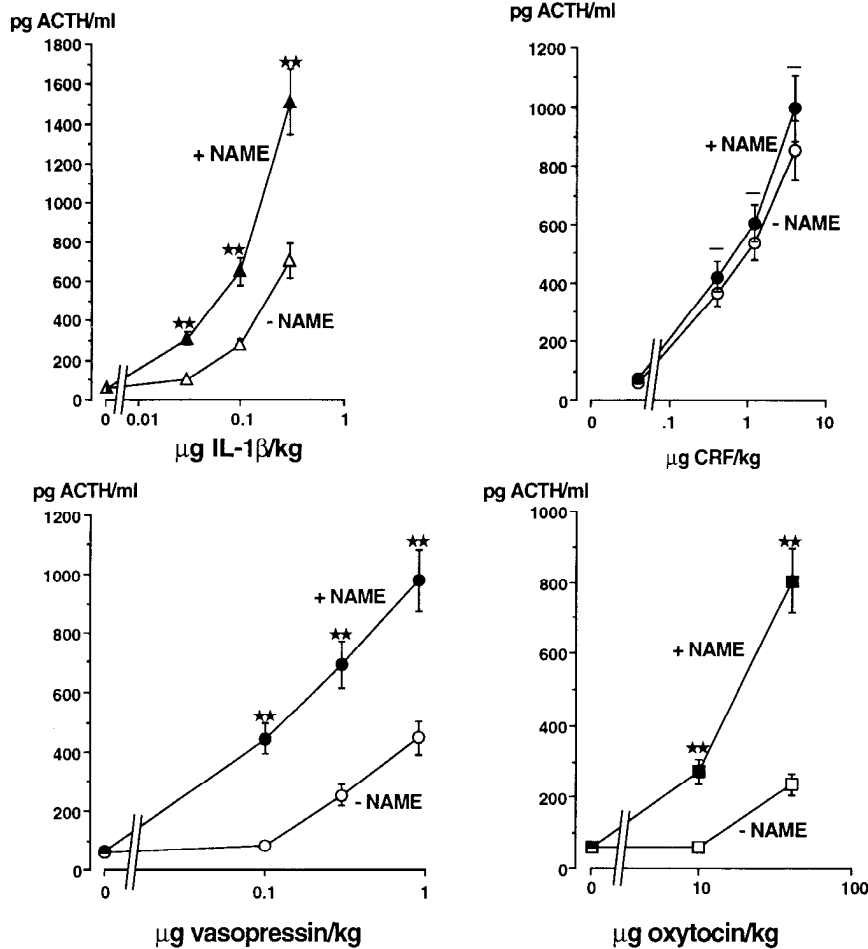 pg ACTH/ml
1800
1600
1400
1200
1000
800
600
400
200
0
★★
★★
★★
+ NAME
- NAME
0 0.01 0.1 1
μg IL-1β/kg
pg ACTH/ml
1200
1000
800
600
400
200
0
+ NAME
- NAME
0 .1 1 10
μg CRF/kg
pg ACTH/ml
1200
1000
800
600
400
200
0
★★
★★
★★
+ NAME
- NAME
0 0.1 1
μg vasopressin/kg
pg ACTH/ml
1000
800
600
400
200
0
★★
★★
+ NAME
- NAME
0 10 100
μg oxytocin/kg